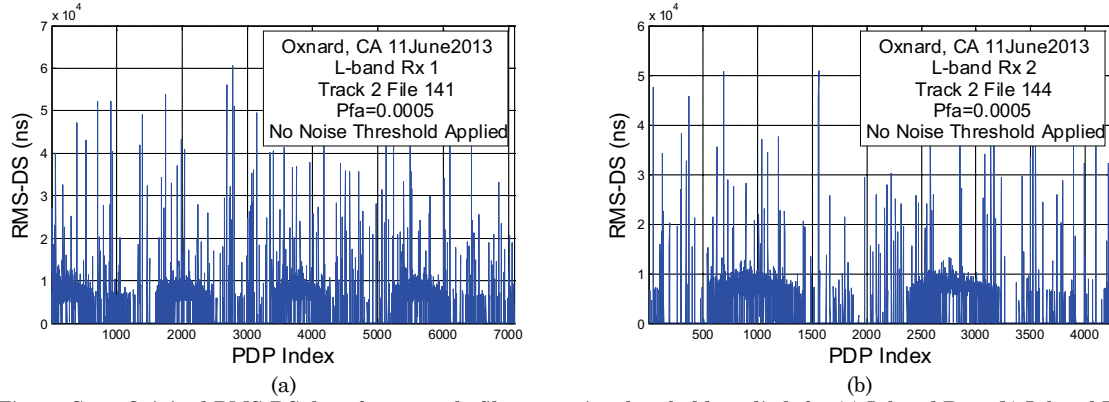 x 10^4
7
6
5
4
3
2
1
0
RMS-DS (ns)
Oxnard, CA 11June2013
L-band Rx 1
Track 2 File 141
Pfa=0.0005
No Noise Threshold Applied
1000 2000 3000 4000 5000 6000 7000
PDP Index
(a)
x 10^4
6
5
4
3
2
1
0
RMS-DS (ns)
Oxnard, CA 11June2013
L-band Rx 2
Track 2 File 144
Pfa=0.0005
No Noise Threshold Applied
500 1000 1500 2000 2500 3000 3500 4000
PDP Index
(b)